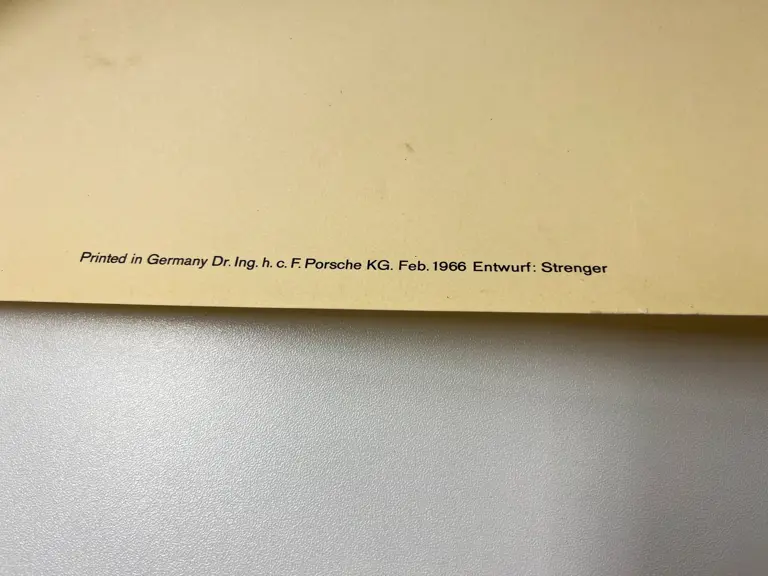 Printed in Germany Dr. Ing. h. c. F. Porsche KG. Feb. 1966 Entwurf: Strenger